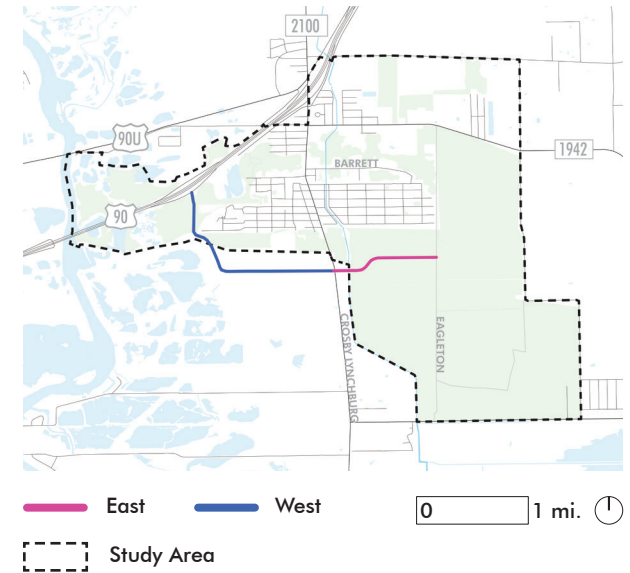 2100
90U
1942
BARRETT
90
CROSBY LYNCHBURG
EAGLETON
East
West
0
1 mi.
Study Area